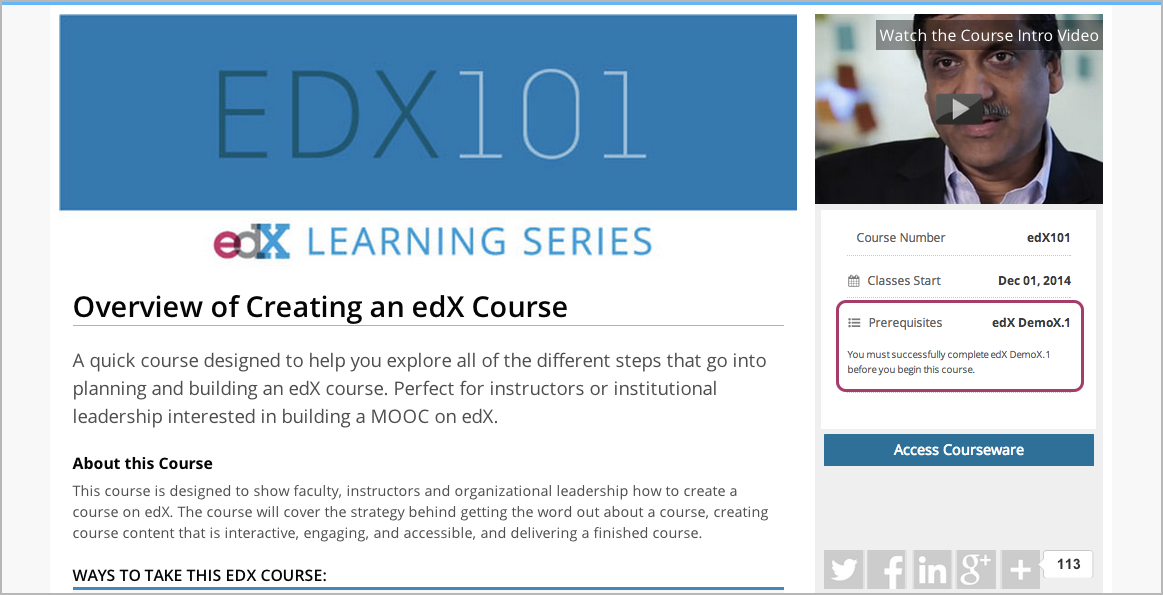 EDX101
edX LEARNING SERIES
Overview of Creating an edX Course
A quick course designed to help you explore all of the different steps that go into
planning and building an edX course. Perfect for instructors or institutional
leadership interested in building a MOOC on edX.
About this Course
This course is designed to show faculty, instructors and organizational leadership how to create a
course on edX. The course will cover the strategy behind getting the word out about a course, creating
course content that is interactive, engaging, and accessible, and delivering a finished course.
WAYS TO TAKE THIS EDX COURSE:
Watch the Course Intro Video
Course Number edX101
Classes Start Dec 01, 2014
Prerequisites edX DemoX.1
You must successfully complete edX DemoX.1
before you begin this course.
Access Courseware
f in g+ + 113